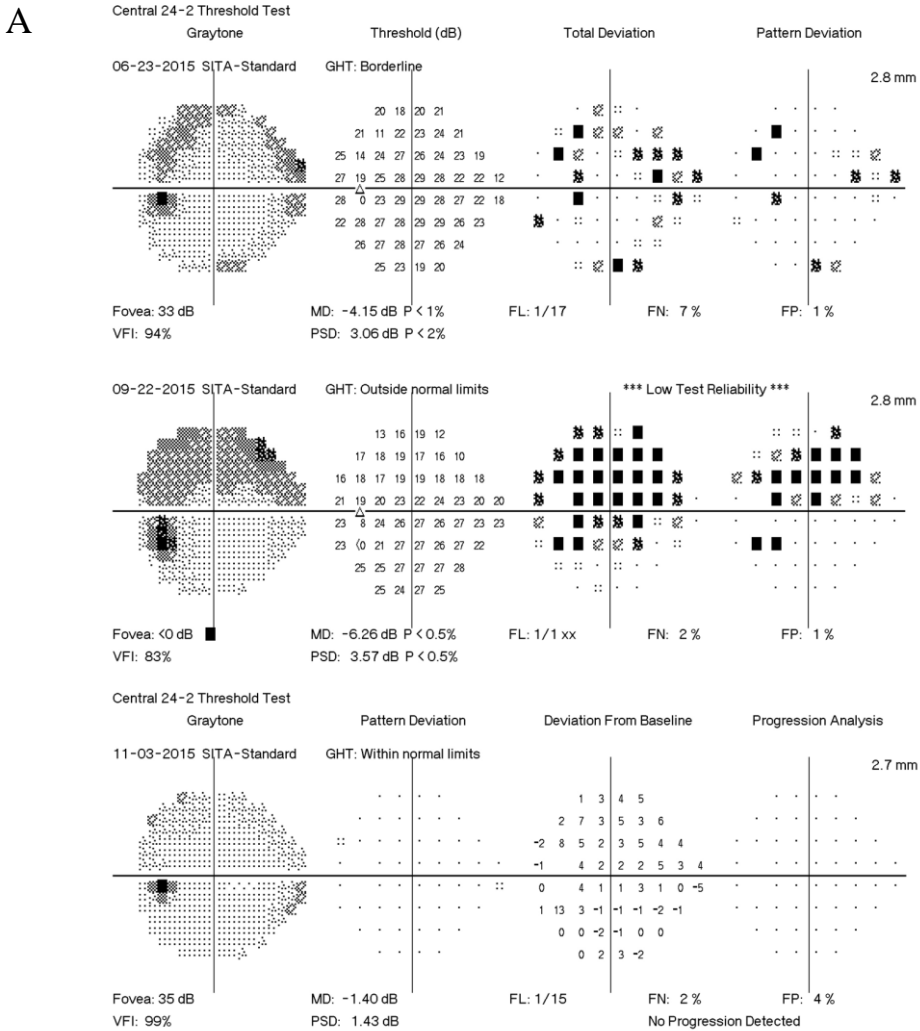 A
Central 24-2 Threshold Test
Graytone Threshold (dB) Total Deviation Pattern Deviation
06-23-2015 SITA-Standard GHT: Borderline
2.8 mm
20 18 20 21
21 11 22 23 24 21
25 14 24 27 26 24 23 19
27 19 25 28 29 28 22 22 12
28 0 23 29 29 28 27 22 18
22 28 27 28 29 29 26 23
26 27 28 27 26 24
25 23 19 20
Fovea: 33 dB MD: -4.15 dB P < 1% FL: 1/17 FN: 7 % FP: 1 %
VFI: 94% PSD: 3.06 dB P < 2%
09-22-2015 SITA-Standard GHT: Outside normal limits *** Low Test Reliability ***
2.8 mm
13 16 19 12
17 18 19 17 16 10
16 18 17 19 19 18 18 18
21 19 20 23 22 24 23 20 20
23 8 24 26 27 26 27 23 23
23 <0 21 27 27 26 27 22
25 25 27 27 27 28
25 24 27 25
Fovea: <0 dB MD: -6.26 dB P < 0.5% FL: 1/1 xx FN: 2 % FP: 1 %
VFI: 83% PSD: 3.57 dB P < 0.5%
Central 24-2 Threshold Test
Graytone Pattern Deviation Deviation From Baseline Progression Analysis
11-03-2015 SITA-Standard GHT: Within normal limits
2.7 mm
1 3 4 5
2 7 3 5 3 6
-2 8 5 2 3 5 4 4
-1 4 2 2 2 5 3 4
0 4 1 1 3 1 0 -5
1 13 3 -1 -1 -1 -2 -1
0 0 -2 -1 0 0
0 2 3 -2
Fovea: 35 dB MD: -1.40 dB FL: 1/15 FN: 2 % FP: 4 %
VFI: 99% PSD: 1.43 dB No Progression Detected